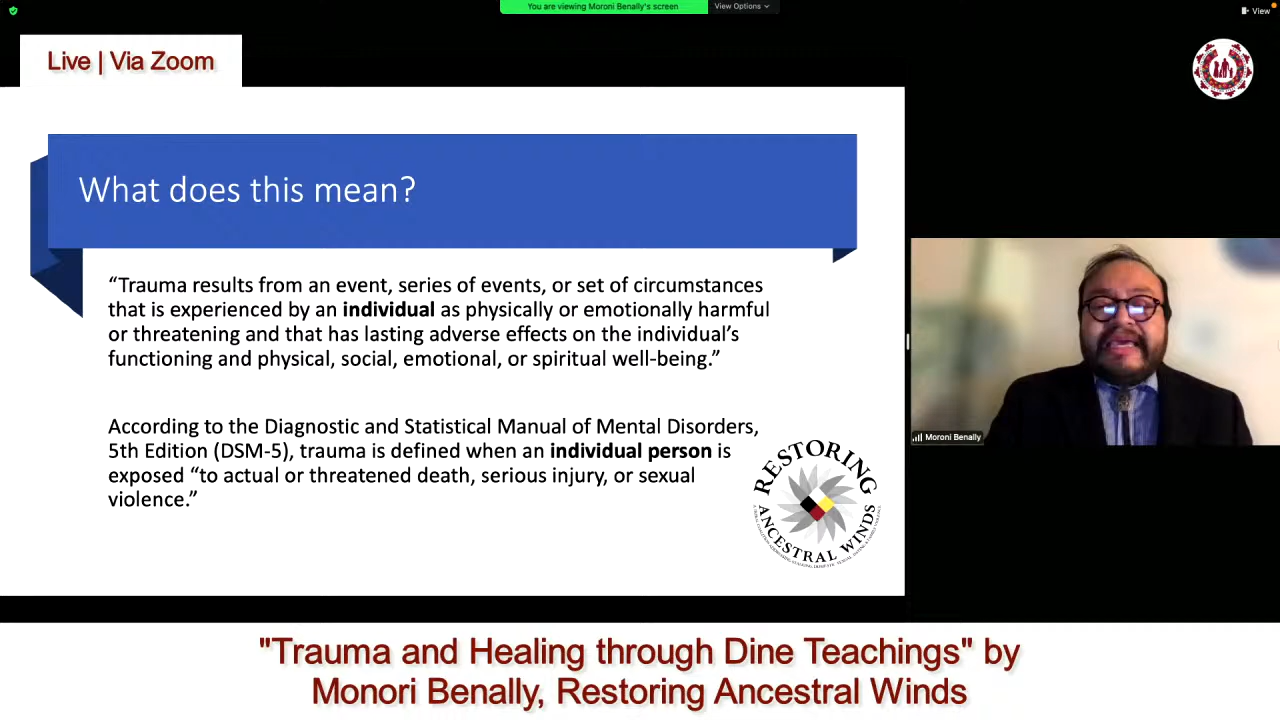 You are viewing Moroni Benally's screen
View Options
View
Live | Via Zoom
What does this mean?
“Trauma results from an event, series of events, or set of circumstances
that is experienced by an individual as physically or emotionally harmful
or threatening and that has lasting adverse effects on the individual’s
functioning and physical, social, emotional, or spiritual well-being.”
According to the Diagnostic and Statistical Manual of Mental Disorders,
5th Edition (DSM-5), trauma is defined when an individual person is
exposed “to actual or threatened death, serious injury, or sexual
violence.”
RESTORING
ANCESTRAL WINDS
Moroni Benally
"Trauma and Healing through Dine Teachings" by
Monori Benally, Restoring Ancestral Winds